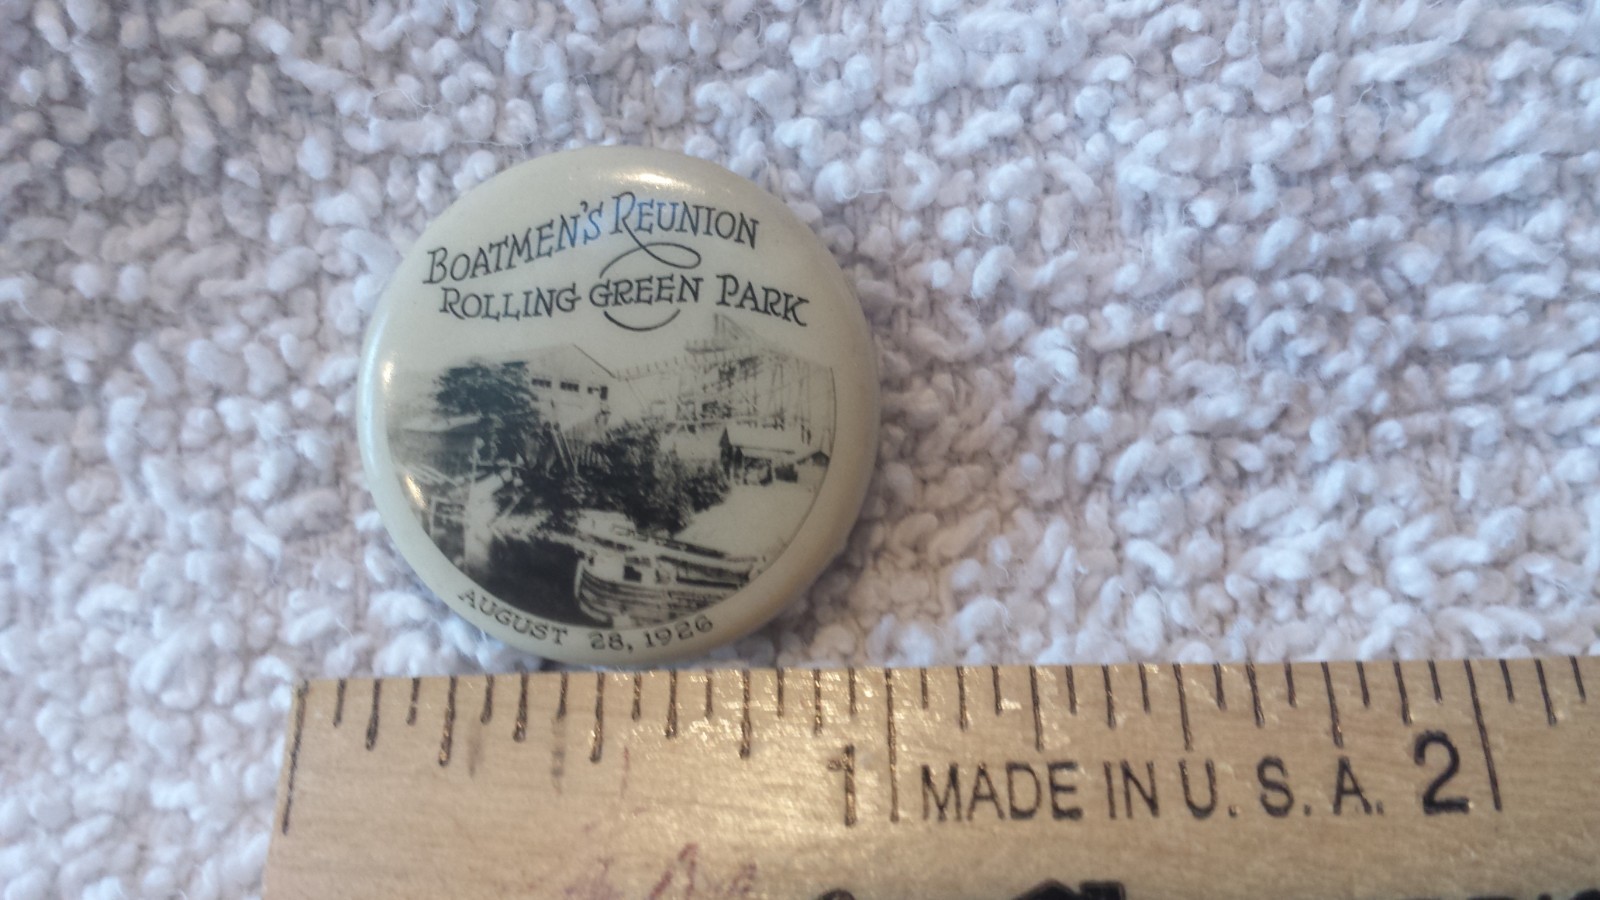 BOATMEN'S REUNION
ROLLING GREEN PARK
AUGUST 28, 1926
1 MADE IN U. S. A. 2